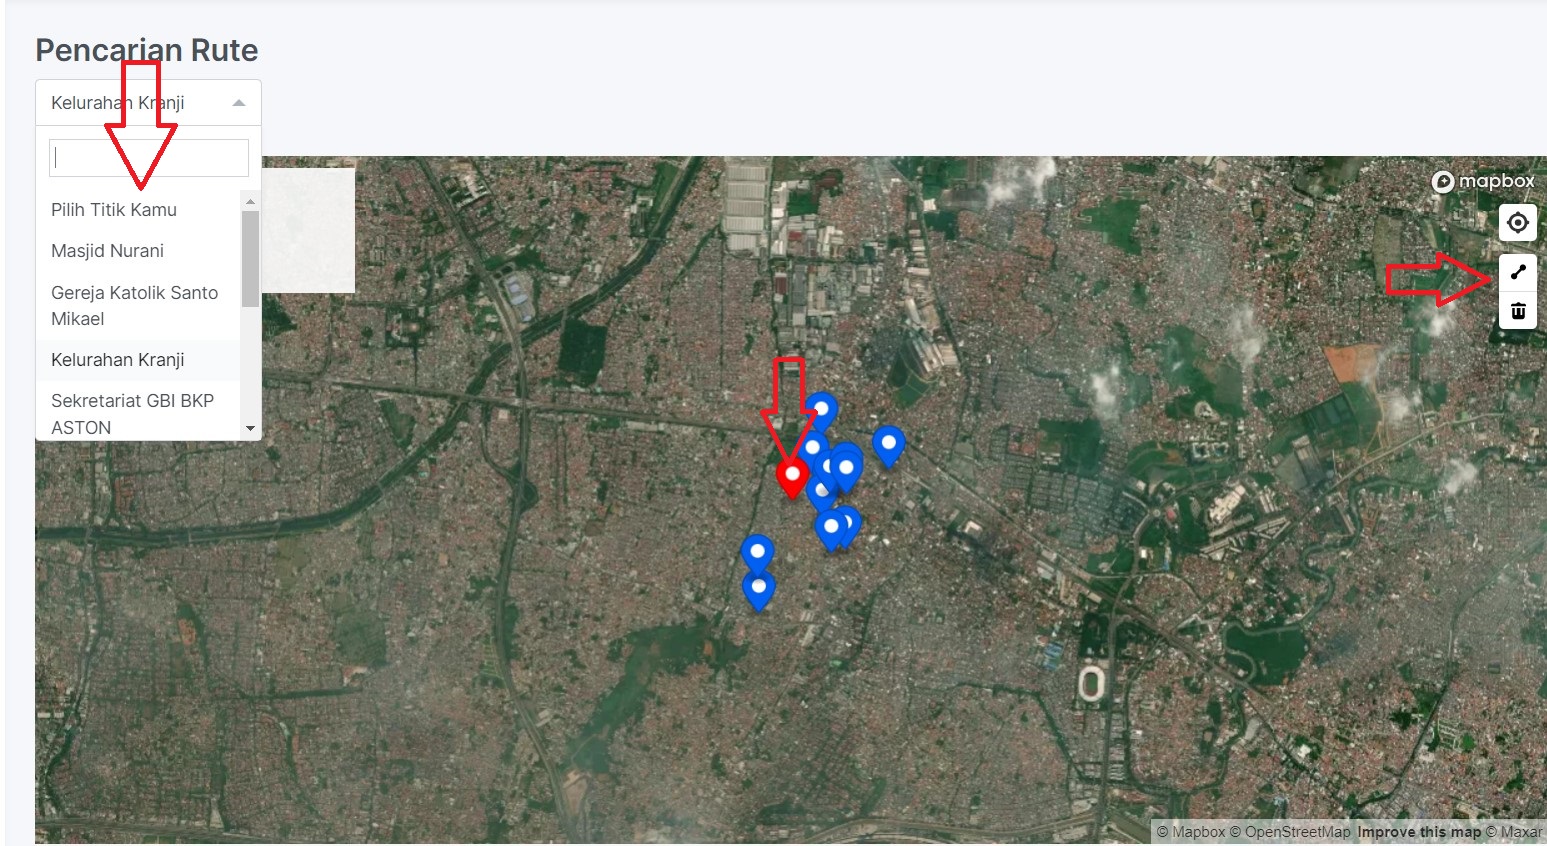 Pencarian Rute
Kelurahan Kranji
Pilih Titik Kamu
Masjid Nurani
Gereja Katolik Santo
Mikael
Kelurahan Kranji
Sekretariat GBI BKP
ASTON
mapbox
© Mapbox © OpenStreetMap Improve this map © Maxar